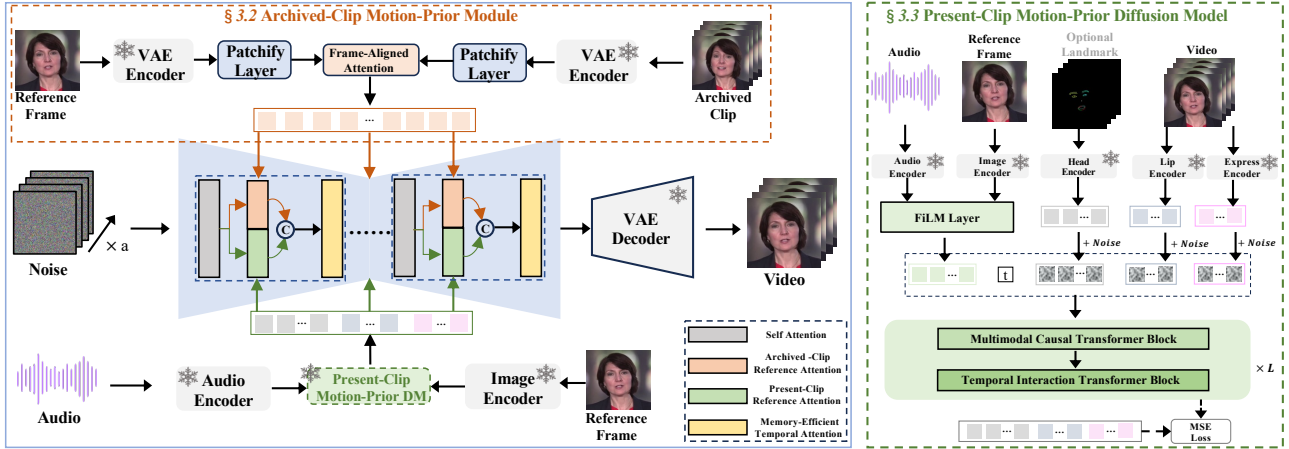 § 3.2 Archived-Clip Motion-Prior Module
Reference
Frame
VAE
Encoder
Patchify
Layer
Frame-Aligned
Attention
Patchify
Layer
VAE
Encoder
Archived
Clip
...
Noise
× a
C
......
C
VAE
Decoder
Video
... ... ...
Audio
Audio
Encoder
Present-Clip
Motion-Prior DM
Image
Encoder
Reference
Frame
Self Attention
Archived -Clip
Reference Attention
Present-Clip
Reference Attention
Memory-Efficient
Temporal Attention
§ 3.3 Present-Clip Motion-Prior Diffusion Model
Audio
Reference
Frame
Optional
Landmark
Video
Audio
Encoder
Image
Encoder
Head
Encoder
Lip
Encoder
Express
Encoder
FiLM Layer
... ... ...
+ Noise
+ Noise
+ Noise
... t ... ... ...
Multimodal Causal Transformer Block
Temporal Interaction Transformer Block
× L
... ... ...
MSE
Loss